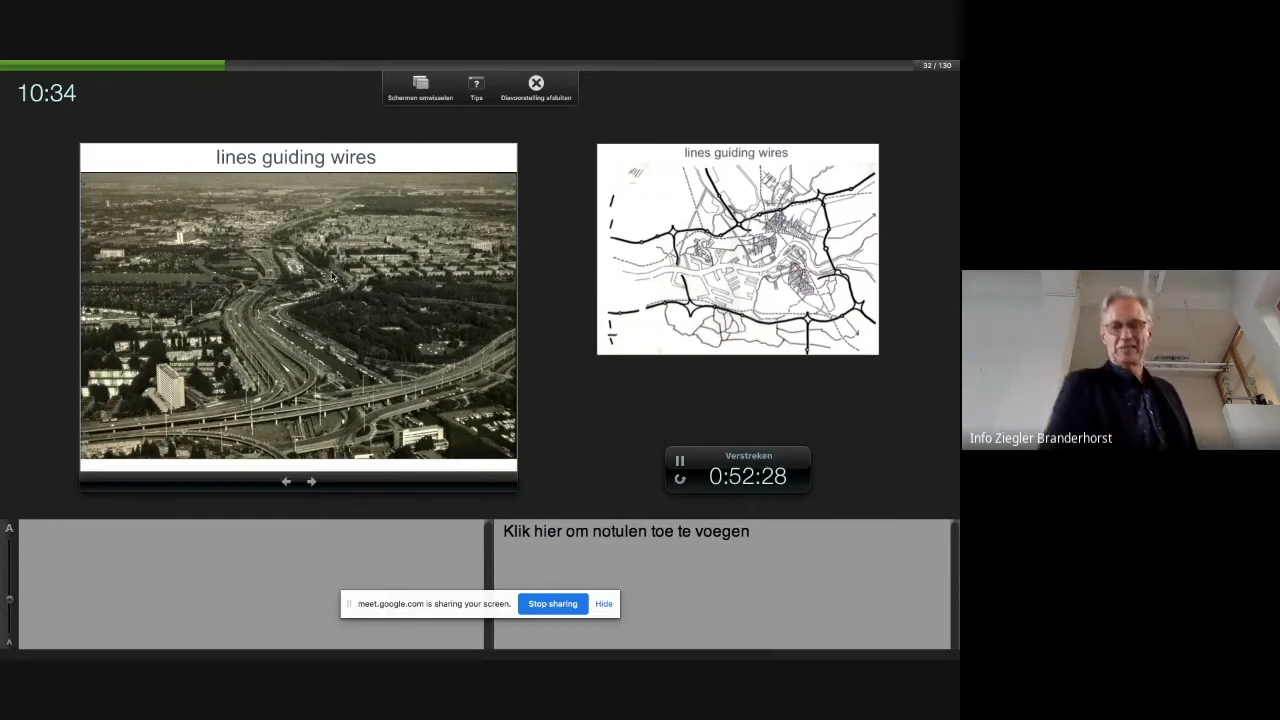 32 / 130
10:34
Schermen omwisselen
Tips
Diavoorstelling afsluiten
lines guiding wires
lines guiding wires
Verstreken
0:52:28
Info Ziegler Branderhorst
A
Klik hier om notulen toe te voegen
meet.google.com is sharing your screen.
Stop sharing
Hide
A